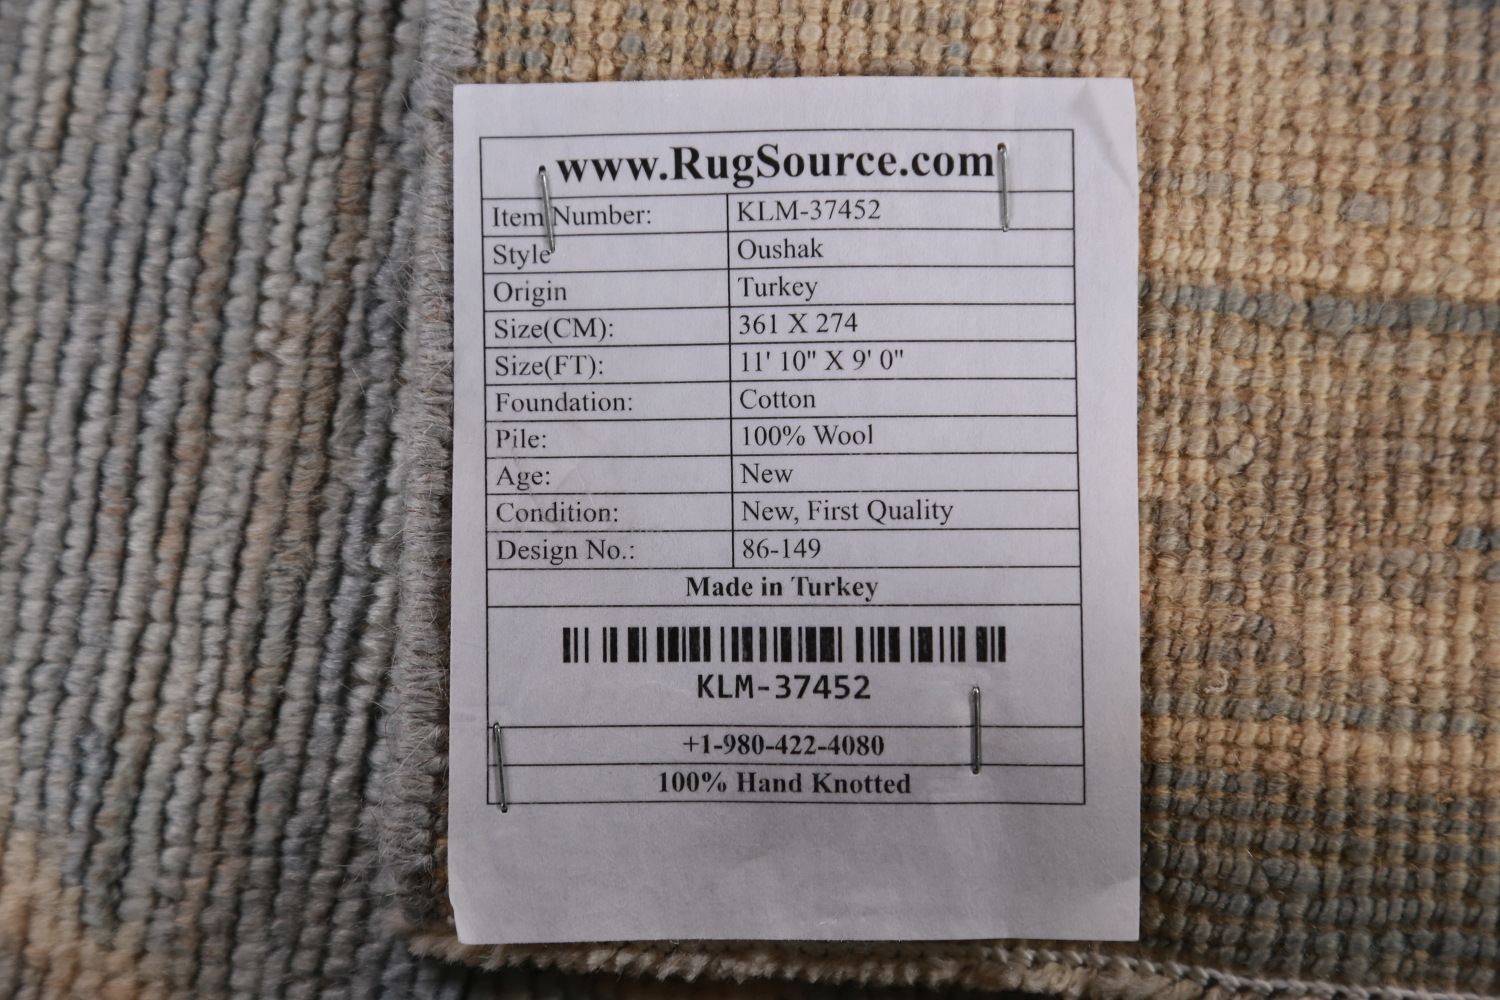 www.RugSource.com
Item Number: KLM-37452
Style Oushak
Origin Turkey
Size(CM): 361 X 274
Size(FT): 11' 10" X 9' 0"
Foundation: Cotton
Pile: 100% Wool
Age: New
Condition: New, First Quality
Design No.: 86-149
Made in Turkey
KLM-37452
+1-980-422-4080
100% Hand Knotted